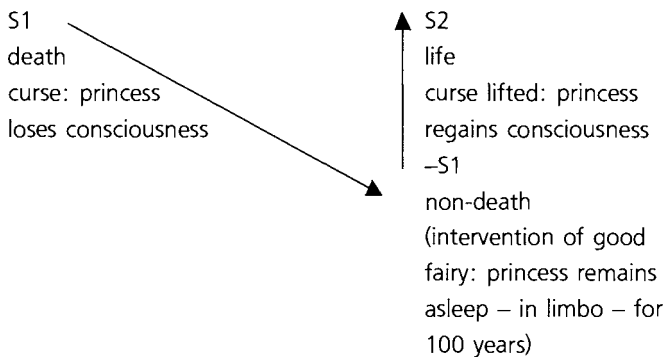 S1
death
curse: princess
loses consciousness
S2
life
curse lifted: princess
regains consciousness
–S1
non-death
(intervention of good
fairy: princess remains
asleep – in limbo – for
100 years)